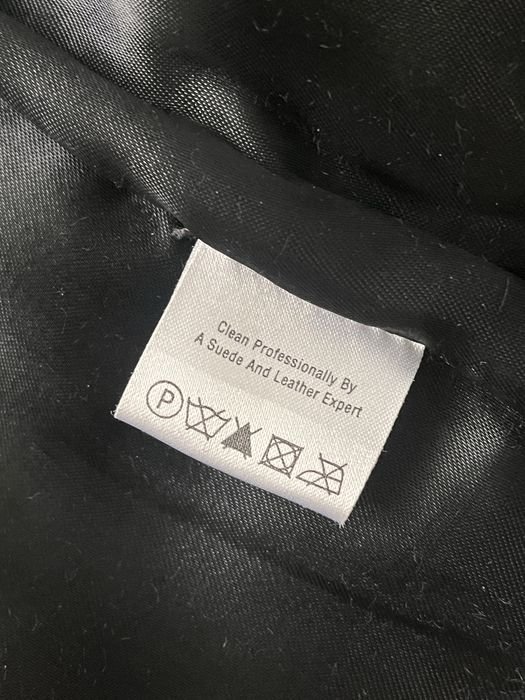 Clean Professionally By
A Suede And Leather Expert
P